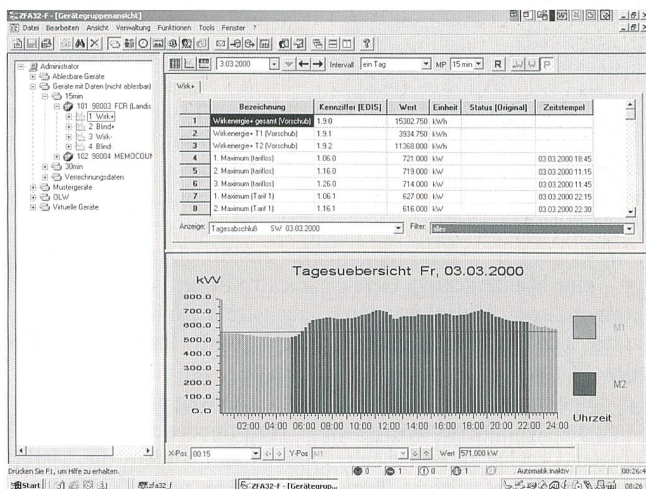 ZFA32-F - [Gerätegruppenansicht]
Datei Bearbeiten Ansicht Verwaltung Funktionen Tools Fenster ?
3.03.2000 Intervall ein Tag MP 15 min R
Administrator
Ablesbare Geräte
Geräte mit Daten (nicht ablesbar)
15min
101 98003 FCR (Landis
1 Wirk+
2 Blind+
3 Wirk-
4 Blind-
102 98004 MEMOCOUN
30min
Verrechnungsdaten
Mustergeräte
OLW
Virtuelle Geräte
Wirk+
Bezeichnung Kennziffer [EDIS] Wert Einheit Status [Original] Zeitstempel
1 Wirkenergie+ gesamt (Vorschub) 1.9.0 15302.750 kWh
2 Wirkenergie+ T1 (Vorschub) 1.9.1 3934.750 kWh
3 Wirkenergie+ T2 (Vorschub) 1.9.2 11368.000 kWh
4 1. Maximum (tariflos) 1.06.0 721.000 kW 03.03.2000 18:45
5 2. Maximum (tariflos) 1.16.0 719.000 kW 03.03.2000 11:15
6 3. Maximum (tariflos) 1.26.0 714.000 kW 03.03.2000 11:45
7 1. Maximum (Tarif 1) 1.06.1 627.000 kW 03.03.2000 22:15
8 2. Maximum (Tarif 1) 1.16.1 616.000 kW 03.03.2000 22:30
Anzeige: Tagesabschluß SW 03.03.2000 Filter: alles
Tagesuebersicht Fr, 03.03.2000
kW
800.0
700.0
600.0
500.0
400.0
300.0
200.0
100.0
0.0
02:00 04:00 06:00 08:00 10:00 12:00 14:00 16:00 18:00 20:00 22:00 24:00
Uhrzeit
M1
M2
X-Pos 00:15 Y-Pos M1 Wert 571.000 kW
Drücken Sie F1, um Hilfe zu erhalten. 0 1 0 1 Automatik inaktiv 00:26:4
Start zfa32_f ZFA32-F - [Gerätegrup... 08:26